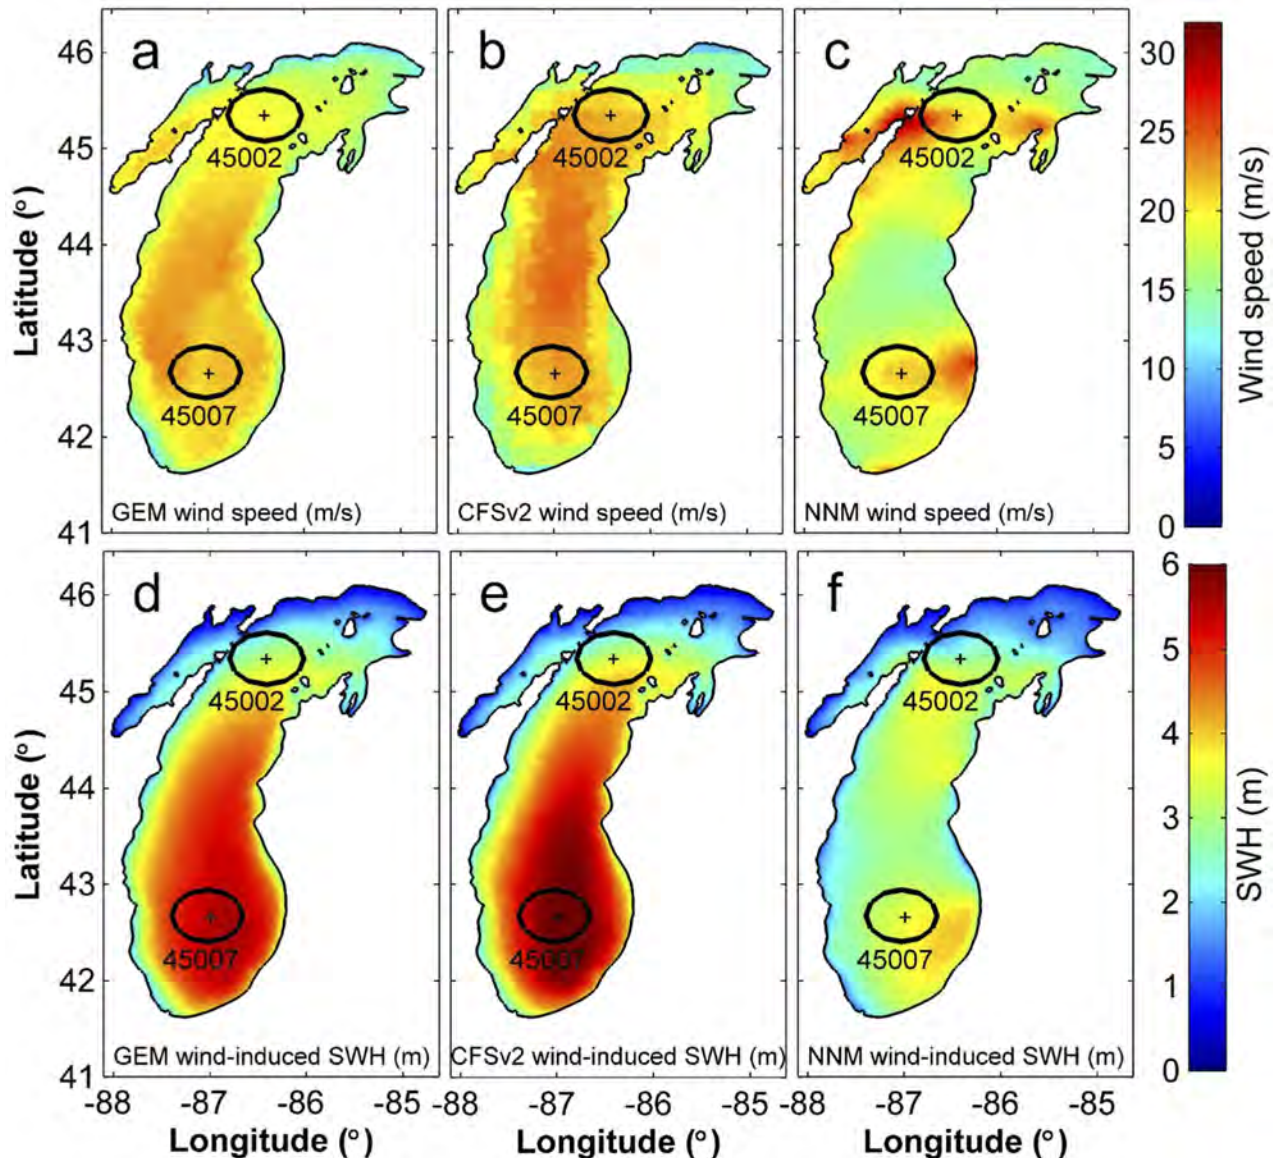 a b c
46
45
44
43
42
41
Latitude (°)
45002 45002 45002
45007 45007 45007
GEM wind speed (m/s) CFSv2 wind speed (m/s) NNM wind speed (m/s)
30
25
20
15
10
5
0
Wind speed (m/s)
d e f
46
45
44
43
42
41
Latitude (°)
45002 45002 45002
45007 45007 45007
GEM wind-induced SWH (m) CFSv2 wind-induced SWH (m) NNM wind-induced SWH (m)
6
5
4
3
2
1
0
SWH (m)
-88 -87 -86 -85 -88 -87 -86 -85 -88 -87 -86 -85
Longitude (°) Longitude (°) Longitude (°)